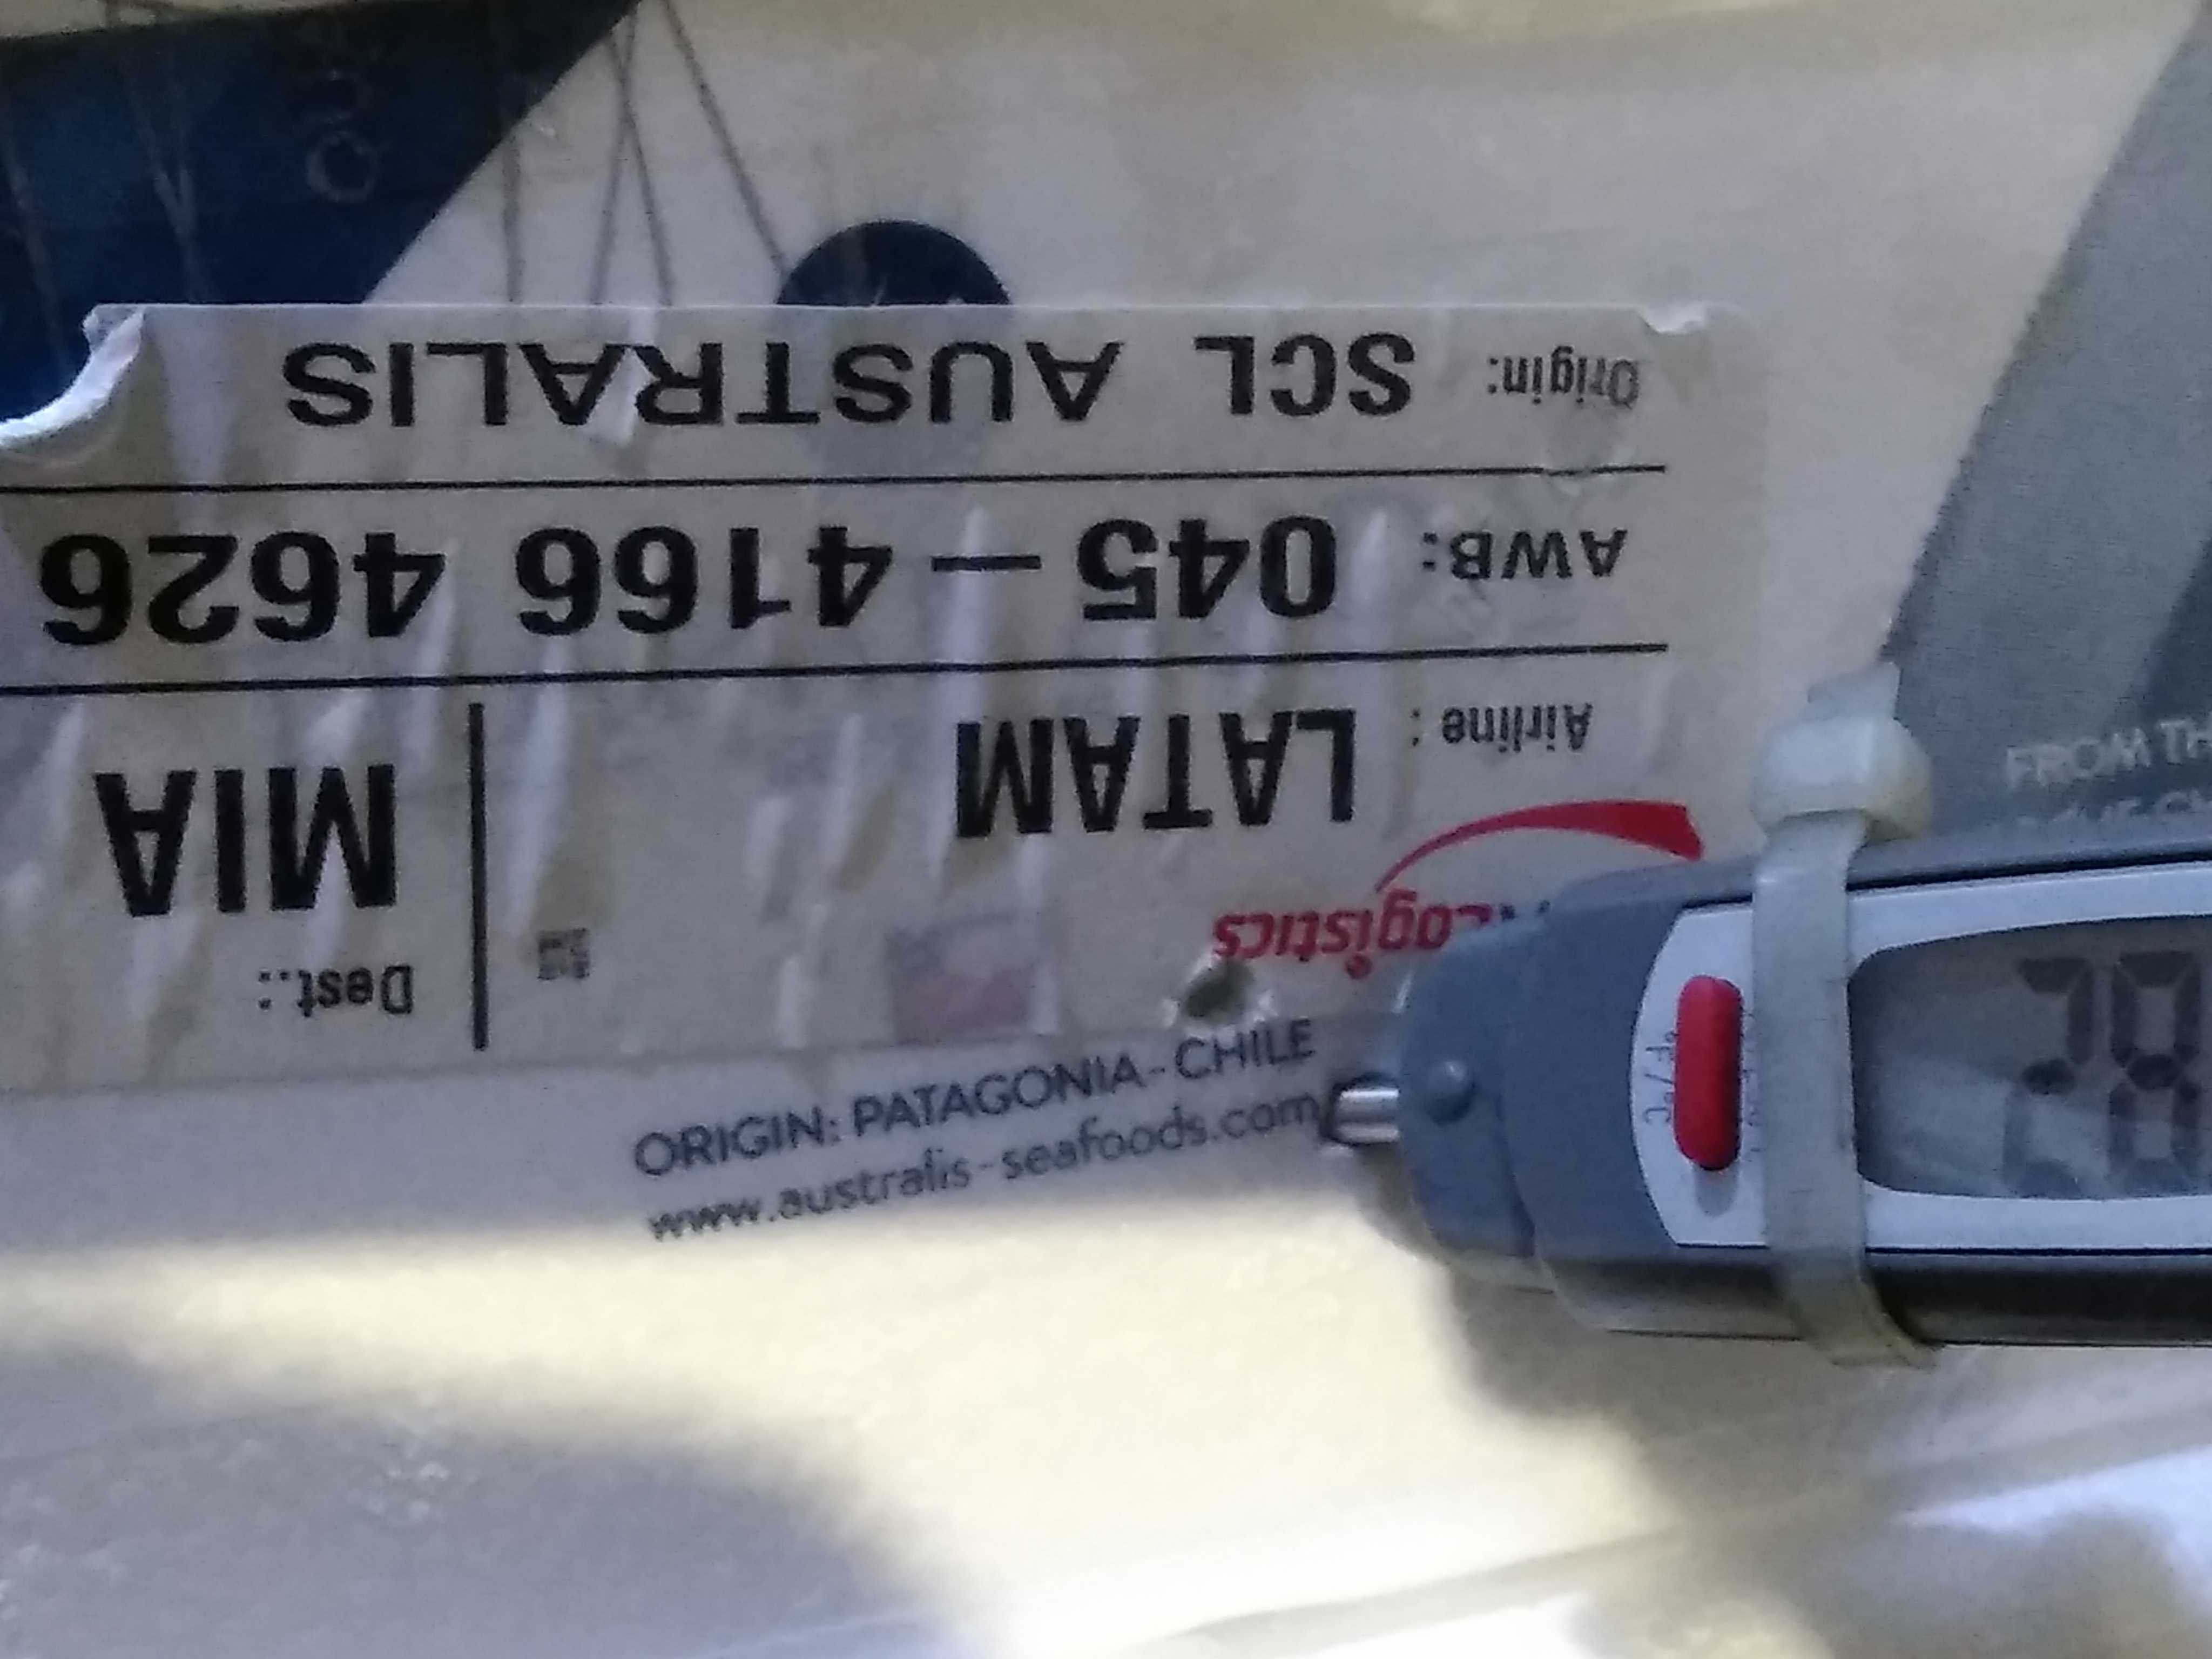 Dest.: MIA
Logistics
Airline : LATAM
AWB: 045 – 4166 4626
Origin: SCL AUSTRALIS
ORIGIN: PATAGONIA - CHILE
www.australis-seafoods.com
FROM TH
°F/°C